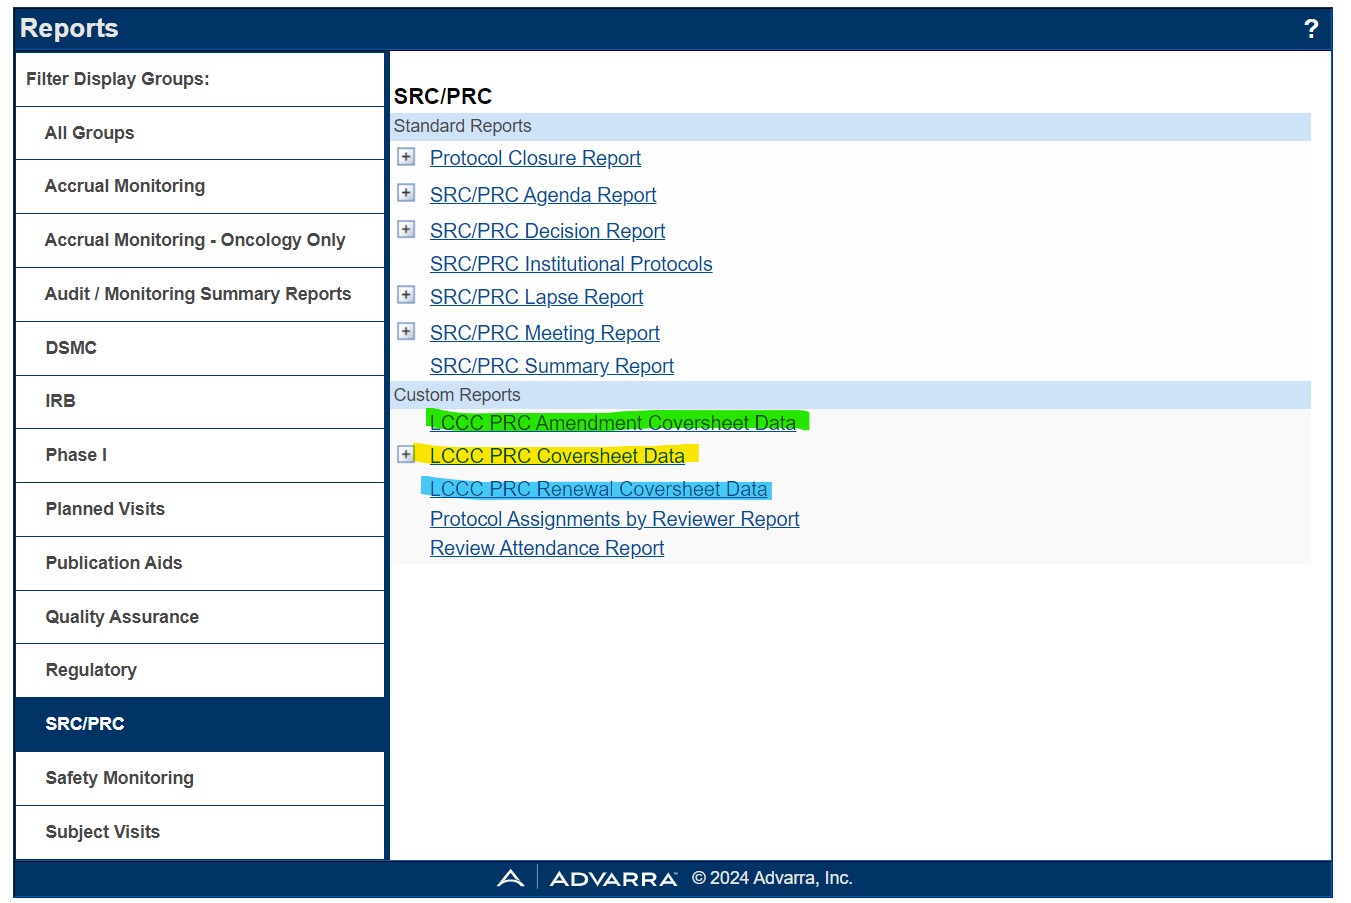 Reports
?
Filter Display Groups:
All Groups
Accrual Monitoring
Accrual Monitoring - Oncology Only
Audit / Monitoring Summary Reports
DSMC
IRB
Phase I
Planned Visits
Publication Aids
Quality Assurance
Regulatory
SRC/PRC
Safety Monitoring
Subject Visits
SRC/PRC
Standard Reports
Protocol Closure Report
SRC/PRC Agenda Report
SRC/PRC Decision Report
SRC/PRC Institutional Protocols
SRC/PRC Lapse Report
SRC/PRC Meeting Report
SRC/PRC Summary Report
Custom Reports
LCCC PRC Amendment Coversheet Data
LCCC PRC Coversheet Data
LCCC PRC Renewal Coversheet Data
Protocol Assignments by Reviewer Report
Review Attendance Report
ADVARRA™ © 2024 Advarra, Inc.